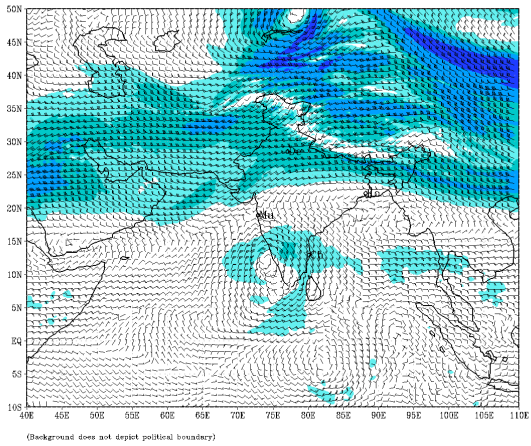 50N
45N
40N
35N
30N
25N
20N
15N
10N
5N
EQ
5S
10S
40E 45E 50E 55E 60E 65E 70E 75E 80E 85E 90E 95E 100E 105E 110E
(Background does not depict political boundary)